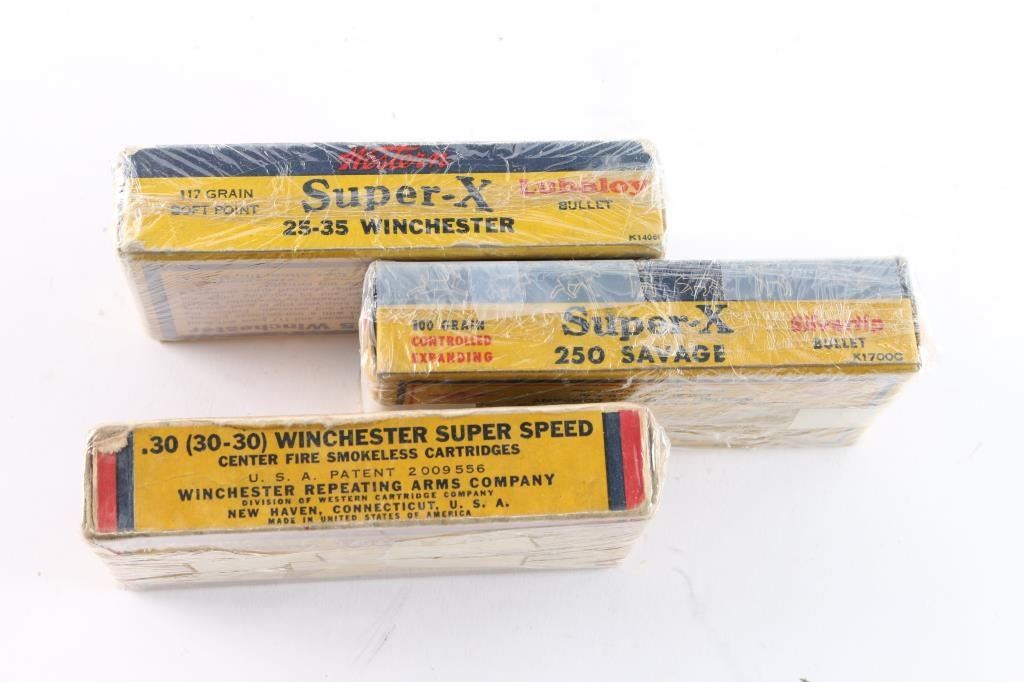 Western
117 GRAIN
SOFT POINT
Super-X
25-35 WINCHESTER
Lubaloy
BULLET
100 GRAIN
CONTROLLED
EXPANDING
Super-X
250 SAVAGE
Silvertip
BULLET
K1700C
.30 (30-30) WINCHESTER SUPER SPEED
CENTER FIRE SMOKELESS CARTRIDGES
U. S. A. PATENT 2009556
WINCHESTER REPEATING ARMS COMPANY
DIVISION OF WESTERN CARTRIDGE COMPANY
NEW HAVEN, CONNECTICUT, U. S. A.
MADE IN UNITED STATES OF AMERICA